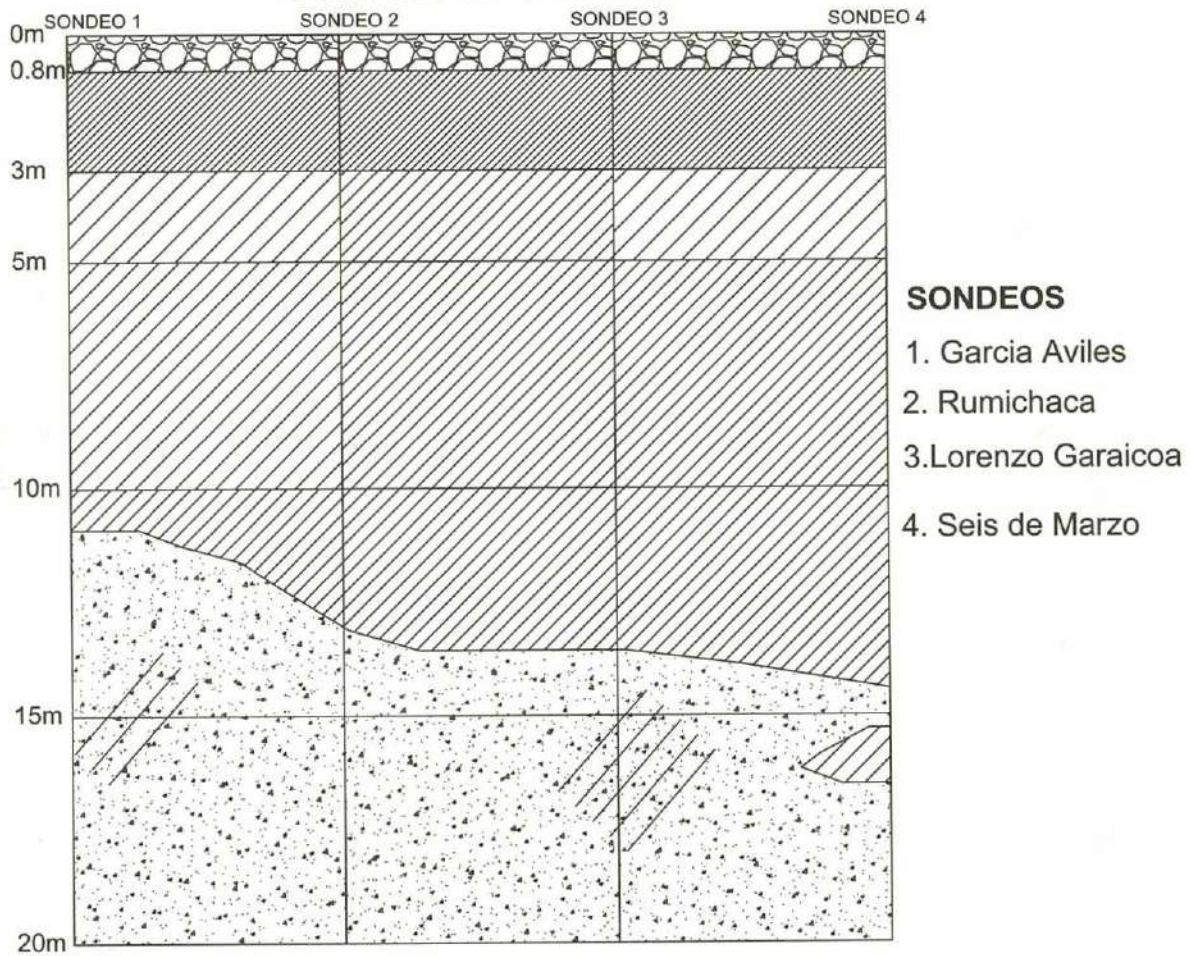 SONDEO 1 SONDEO 2 SONDEO 3 SONDEO 4
0m
0.8m
3m
5m
10m
15m
20m
SONDEOS
1. Garcia Aviles
2. Rumichaca
3.Lorenzo Garaicoa
4. Seis de Marzo